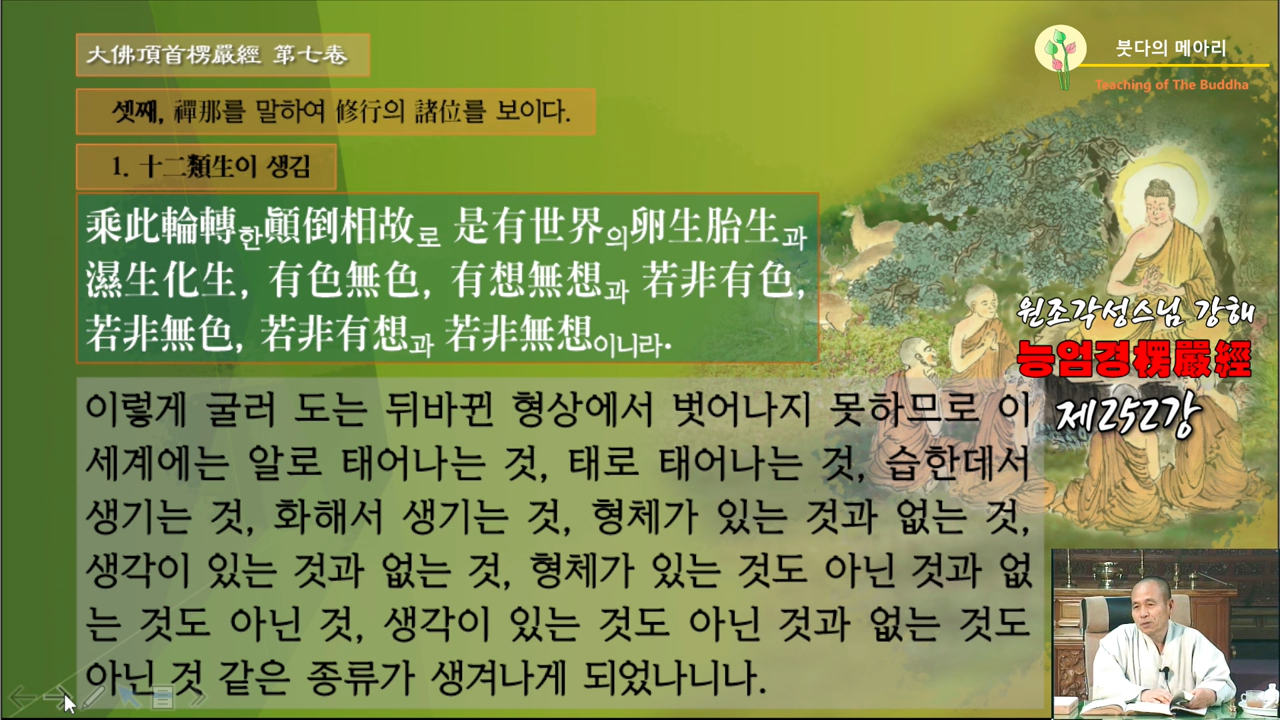 大佛頂首楞嚴經 第七卷
붓다의 메아리
Teaching of The Buddha
셋째, 禪那를 말하여 修行의 諸位를 보이다.
1. 十二類生이 생김
乘此輪轉한顚倒相故로 是有世界의卵生胎生과
濕生化生, 有色無色, 有想無想과 若非有色,
若非無色, 若非有想과 若非無想이니라.
이렇게 굴러 도는 뒤바뀐 형상에서 벗어나지 못하므로 이
세계에는 알로 태어나는 것, 태로 태어나는 것, 습한데서
생기는 것, 화해서 생기는 것, 형체가 있는 것과 없는 것,
생각이 있는 것과 없는 것, 형체가 있는 것도 아닌 것과 없
는 것도 아닌 것, 생각이 있는 것도 아닌 것과 없는 것도
아닌 것 같은 종류가 생겨나게 되었나니라.
원조각성스님 강해
능엄경楞嚴經
제252강